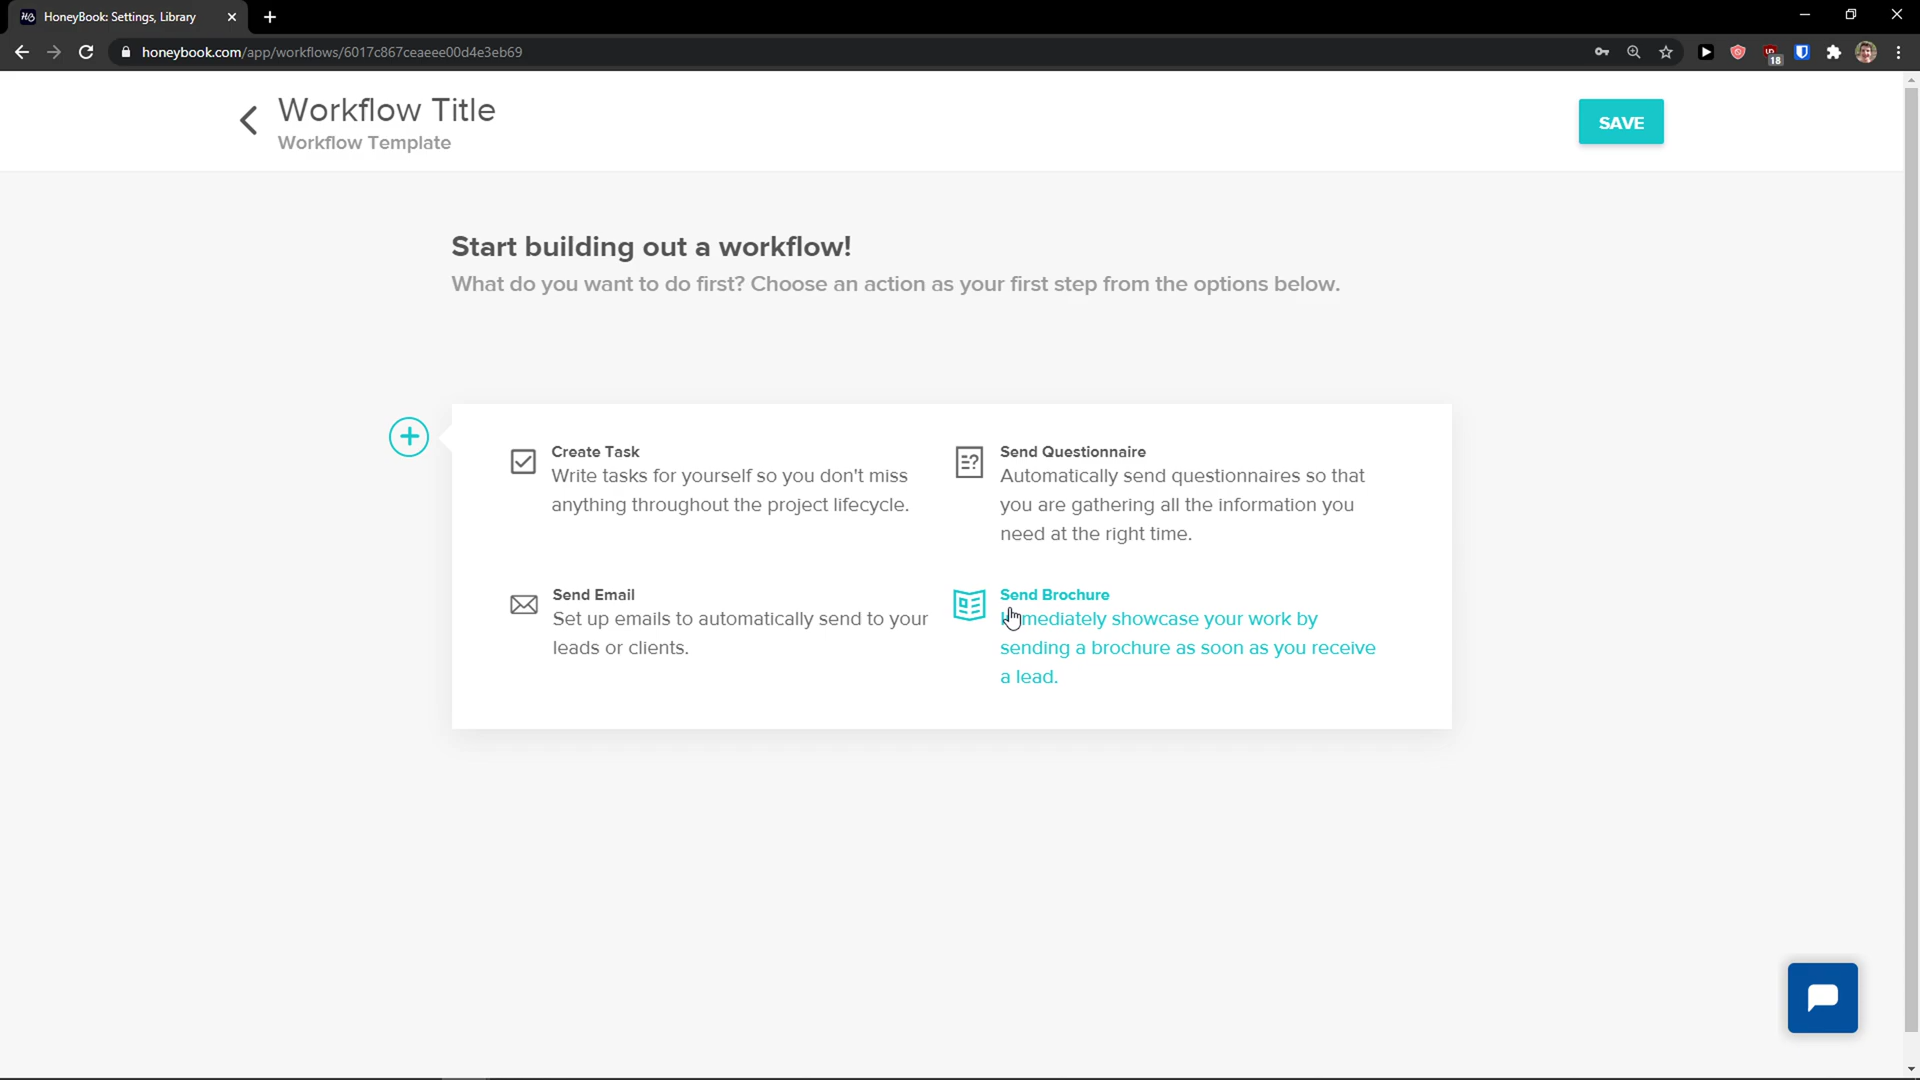 HoneyBook: Settings, Library
honeybook.com/app/workflows/6017c867ceaeee00d4e3eb69
18
Workflow Title
Workflow Template
SAVE
Start building out a workflow!
What do you want to do first? Choose an action as your first step from the options below.
Create Task
Write tasks for yourself so you don't miss
anything throughout the project lifecycle.
Send Questionnaire
Automatically send questionnaires so that
you are gathering all the information you
need at the right time.
Send Email
Set up emails to automatically send to your
leads or clients.
Send Brochure
Immediately showcase your work by
sending a brochure as soon as you receive
a lead.